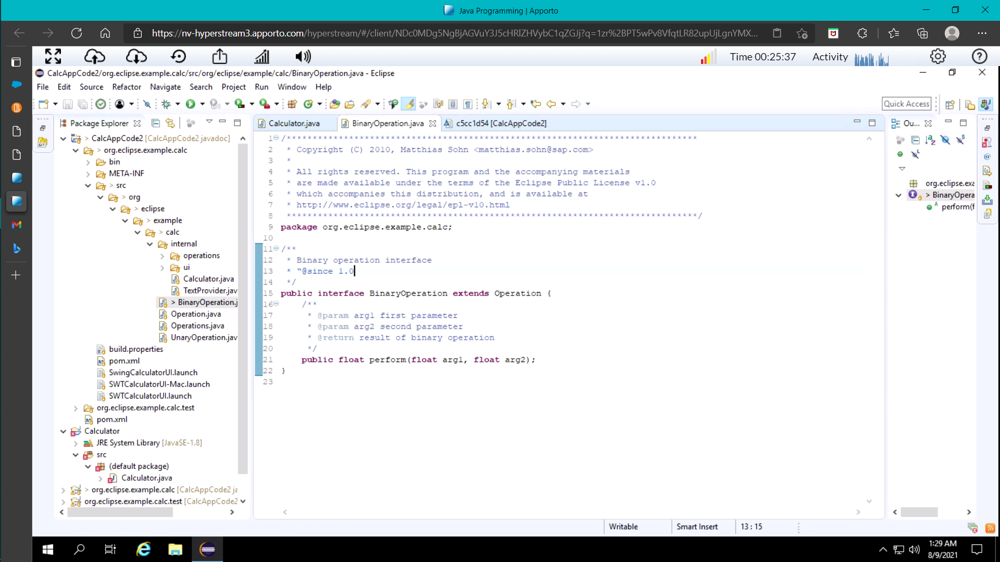 Java Programming | Apporto
https://nv-hyperstream3.apporto.com/hyperstream/#/client/NDc0MDg5NgBjAGVuY3J5cHRlZHVybC1qZGJj?q=1zr%2BPT5wPv8VfqtLR82upUjLgnYMX...
Time 00:25:37 Activity
CalcAppCode2/org.eclipse.example.calc/src/org/eclipse/example/calc/BinaryOperation.java - Eclipse
File Edit Source Refactor Navigate Search Project Run Window Help
Quick Access
Package Explorer
CalcAppCode2 [CalcAppCode2 javadoc]
> org.eclipse.example.calc
bin
META-INF
> src
> org
> eclipse
> example
> calc
internal
operations
ui
Calculator.java
TextProvider.jav
> BinaryOperation.j
Operation.java
Operations.java
UnaryOperation.jav
build.properties
pom.xml
SwingCalculatorUI.launch
SWTCalculatorUI-Mac.launch
SWTCalculatorUI.launch
org.eclipse.example.calc.test
pom.xml
Calculator
JRE System Library [JavaSE-1.8]
src
(default package)
Calculator.java
> org.eclipse.example.calc [CalcAppCode2 ja
org.eclipse.example.calc.test [CalcAppCode2
Calculator.java BinaryOperation.java c5cc1d54 [CalcAppCode2]
1 /*******************************************************************************
2 * Copyright (C) 2010, Matthias Sohn <matthias.sohn@sap.com>
3 *
4 * All rights reserved. This program and the accompanying materials
5 * are made available under the terms of the Eclipse Public License v1.0
6 * which accompanies this distribution, and is available at
7 * http://www.eclipse.org/legal/epl-v10.html
8 *******************************************************************************/
9 package org.eclipse.example.calc;
10
11 /**
12 * Binary operation interface
13 * “@since 1.0
14 */
15 public interface BinaryOperation extends Operation {
16 /**
17 * @param arg1 first parameter
18 * @param arg2 second parameter
19 * @return result of binary operation
20 */
21 public float perform(float arg1, float arg2);
22 }
23
Ou...
org.eclipse.exa
> BinaryOpera
perform(f
Writable Smart Insert 13 : 15
1:29 AM
8/9/2021